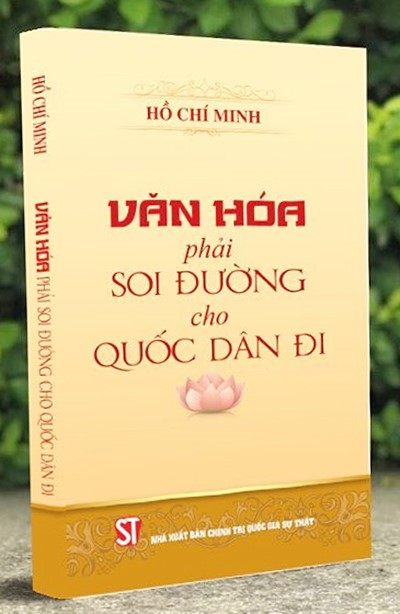 HỒ CHÍ MINH
VĂN HÓA
phải
SOI ĐƯỜNG
cho
QUỐC DÂN ĐI
ST
NHÀ XUẤT BẢN CHÍNH TRỊ QUỐC GIA SỰ THẬT
HỒ CHÍ MINH
VĂN HÓA PHẢI SOI ĐƯỜNG CHO QUỐC DÂN ĐI